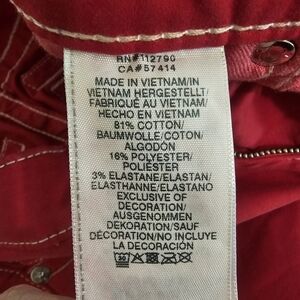 RN#112790
CA#57414
MADE IN VIETNAM/IN
VIETNAM HERGESTELLT/
FABRIQUÉ AU VIETNAM/
HECHO EN VIETNAM
81% COTTON/
BAUMWOLLE/COTON/
ALGODÓN
16% POLYESTER/
POLIÉSTER
3% ELASTANE/ELASTAN/
ELASTHANNE/ELASTANO
EXCLUSIVE OF
DECORATION/
AUSGENOMMEN
DEKORATION/SAUF
DÉCORATION/NO INCLUYE
LA DECORACIÓN
30